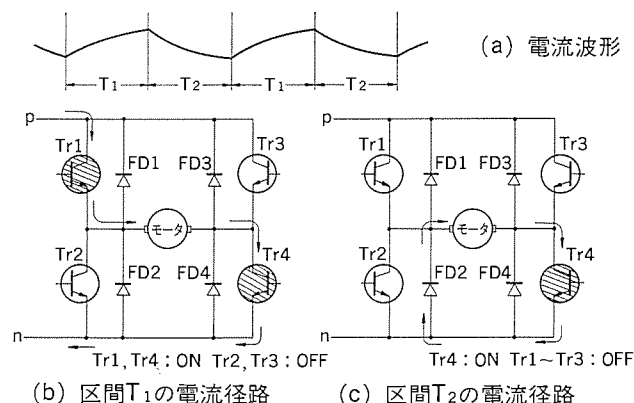 T₁ T₂ T₁ T₂
(a) 電流波形
p
Tr1 FD1 FD3 Tr3
モータ
Tr2 FD2 FD4 Tr4
n
Tr1, Tr4 : ON Tr2, Tr3 : OFF
(b) 区間T₁の電流経路
p
Tr1 FD1 FD3 Tr3
モータ
Tr2 FD2 FD4 Tr4
n
Tr4 : ON Tr1~Tr3 : OFF
(c) 区間T₂の電流経路